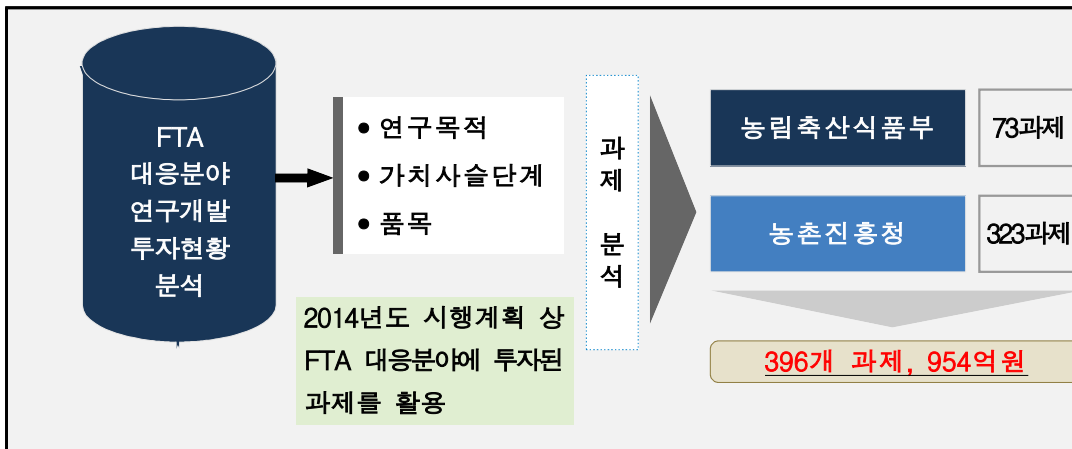 FTA
대응분야
연구개발
투자현황
분석
• 연구목적
• 가치사슬단계
• 품목
2014년도 시행계획 상
FTA 대응분야에 투자된
과제를 활용
과제 분석
농림축산식품부
73과제
농촌진흥청
323과제
396개 과제, 954억원